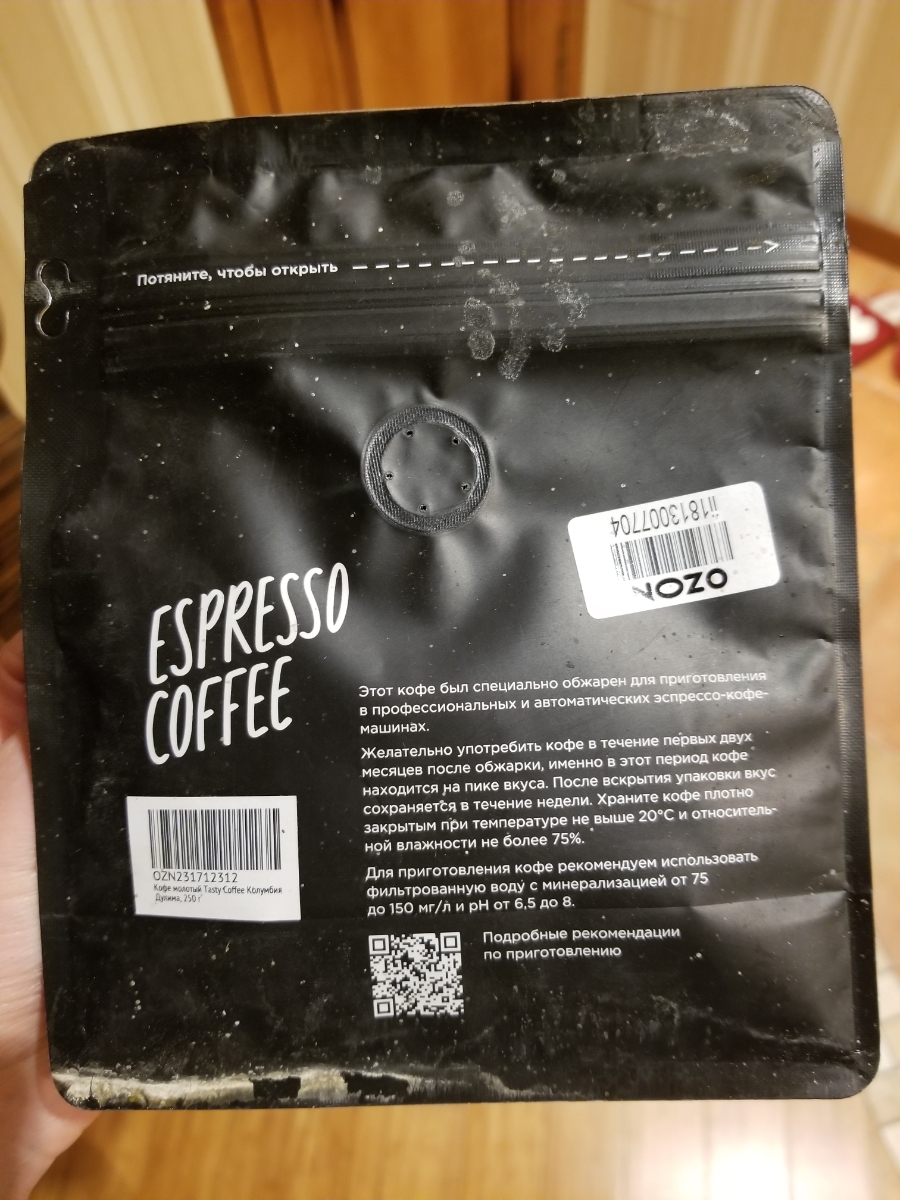 Потяните, чтобы открыть
ii1813007704
OZON
ESPRESSO
COFFEE
Этот кофе был специально обжарен для приготовления
в профессиональных и автоматических эспрессо-кофе-
машинах.
Желательно употребить кофе в течение первых двух
месяцев после обжарки, именно в этот период кофе
находится на пике вкуса. После вскрытия упаковки вкус
сохраняется в течение недели. Храните кофе плотно
закрытым при температуре не выше 20°C и относитель-
ной влажности не более 75%.
Для приготовления кофе рекомендуем использовать
фильтрованную воду с минерализацией от 75
до 150 мг/л и pH от 6,5 до 8.
OZN231712312
Кофе молотый Tasty Coffee Колумбия
Дулима, 250 г
Подробные рекомендации
по приготовлению